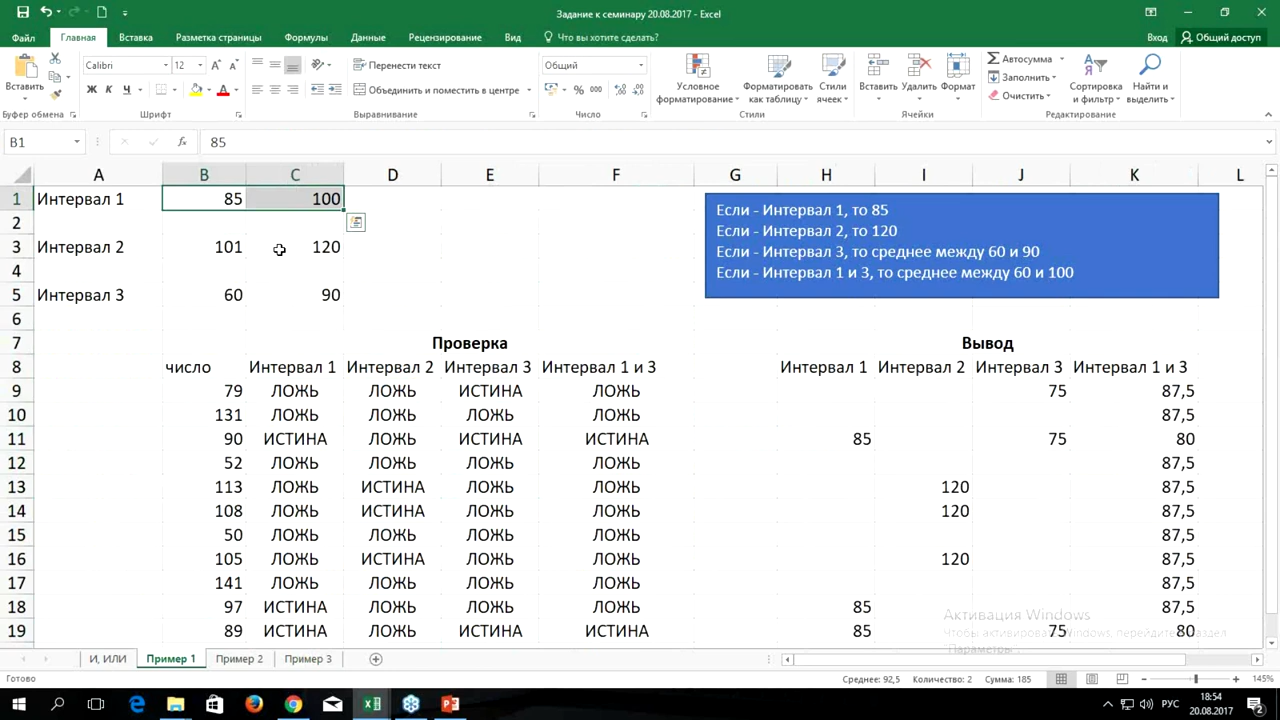 Задание к семинару 20.08.2017 - Excel
Файл Главная Вставка Разметка страницы Формулы Данные Рецензирование Вид Что вы хотите сделать? Вход Общий доступ
Вставить
Calibri 12
Ж К Ч
Перенести текст
Объединить и поместить в центре
Общий
% 000
Условное форматирование
Форматировать как таблицу
Стили ячеек
Вставить
Удалить
Формат
Автосумма
Заполнить
Очистить
Сортировка и фильтр
Найти и выделить
Буфер обмена Шрифт Выравнивание Число Стили Ячейки Редактирование
B1 fx 85
A B C D E F G H I J K L
1 Интервал 1 85 100
2
3 Интервал 2 101 120
4
5 Интервал 3 60 90
6
Если - Интервал 1, то 85
Если - Интервал 2, то 120
Если - Интервал 3, то среднее между 60 и 90
Если - Интервал 1 и 3, то среднее между 60 и 100
7 Проверка Вывод
8 число Интервал 1 Интервал 2 Интервал 3 Интервал 1 и 3 Интервал 1 Интервал 2 Интервал 3 Интервал 1 и 3
9 79 ЛОЖЬ ЛОЖЬ ИСТИНА ЛОЖЬ 75 87,5
10 131 ЛОЖЬ ЛОЖЬ ЛОЖЬ ЛОЖЬ 87,5
11 90 ИСТИНА ЛОЖЬ ИСТИНА ИСТИНА 85 75 80
12 52 ЛОЖЬ ЛОЖЬ ЛОЖЬ ЛОЖЬ 87,5
13 113 ЛОЖЬ ИСТИНА ЛОЖЬ ЛОЖЬ 120 87,5
14 108 ЛОЖЬ ИСТИНА ЛОЖЬ ЛОЖЬ 120 87,5
15 50 ЛОЖЬ ЛОЖЬ ЛОЖЬ ЛОЖЬ 87,5
16 105 ЛОЖЬ ИСТИНА ЛОЖЬ ЛОЖЬ 120 87,5
17 141 ЛОЖЬ ЛОЖЬ ЛОЖЬ ЛОЖЬ 87,5
18 97 ИСТИНА ЛОЖЬ ЛОЖЬ ЛОЖЬ 85 87,5
19 89 ИСТИНА ЛОЖЬ ИСТИНА ИСТИНА 85 75 80
Активация Windows
Чтобы активировать Windows, перейдите в раздел
"Параметры".
И, ИЛИ Пример 1 Пример 2 Пример 3
Готово Среднее: 92,5 Количество: 2 Сумма: 185 145%
РУС 18:54
20.08.2017